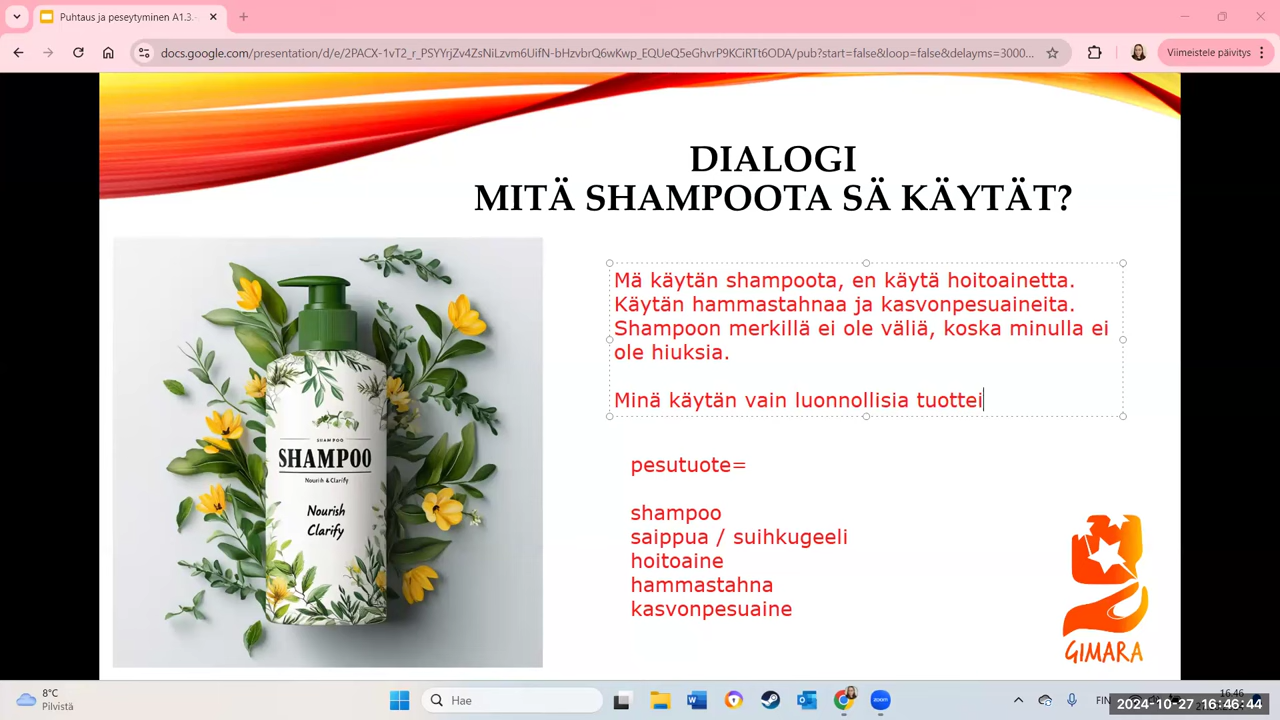 Puhtaus ja peseytyminen A1.3.
docs.google.com/presentation/d/e/2PACX-1vT2_r_PSYYrjZv4ZsNiLzvm6UifN-bHzvbrQ6wKwp_EQUeQ5eGhvrP9KCiRTt6ODA/pub?start=false&loop=false&delayms=3000...
Viimeistele päivitys
DIALOGI
MITÄ SHAMPOOTA SÄ KÄYTÄT?
Mä käytän shampoota, en käytä hoitoainetta.
Käytän hammastahnaa ja kasvonpesuaineita.
Shampoon merkillä ei ole väliä, koska minulla ei
ole hiuksia.
Minä käytän vain luonnollisia tuottei
SHAMPOO
SHAMPOO
Nourish & Clarify
Nourish
Clarify
pesutuote=
shampoo
saippua / suihkugeeli
hoitoaine
hammastahna
kasvonpesuaine
GIMARA
8°C
Pilvistä
Hae
zoom
FIN
16.46
2024-10-27 16:46:44